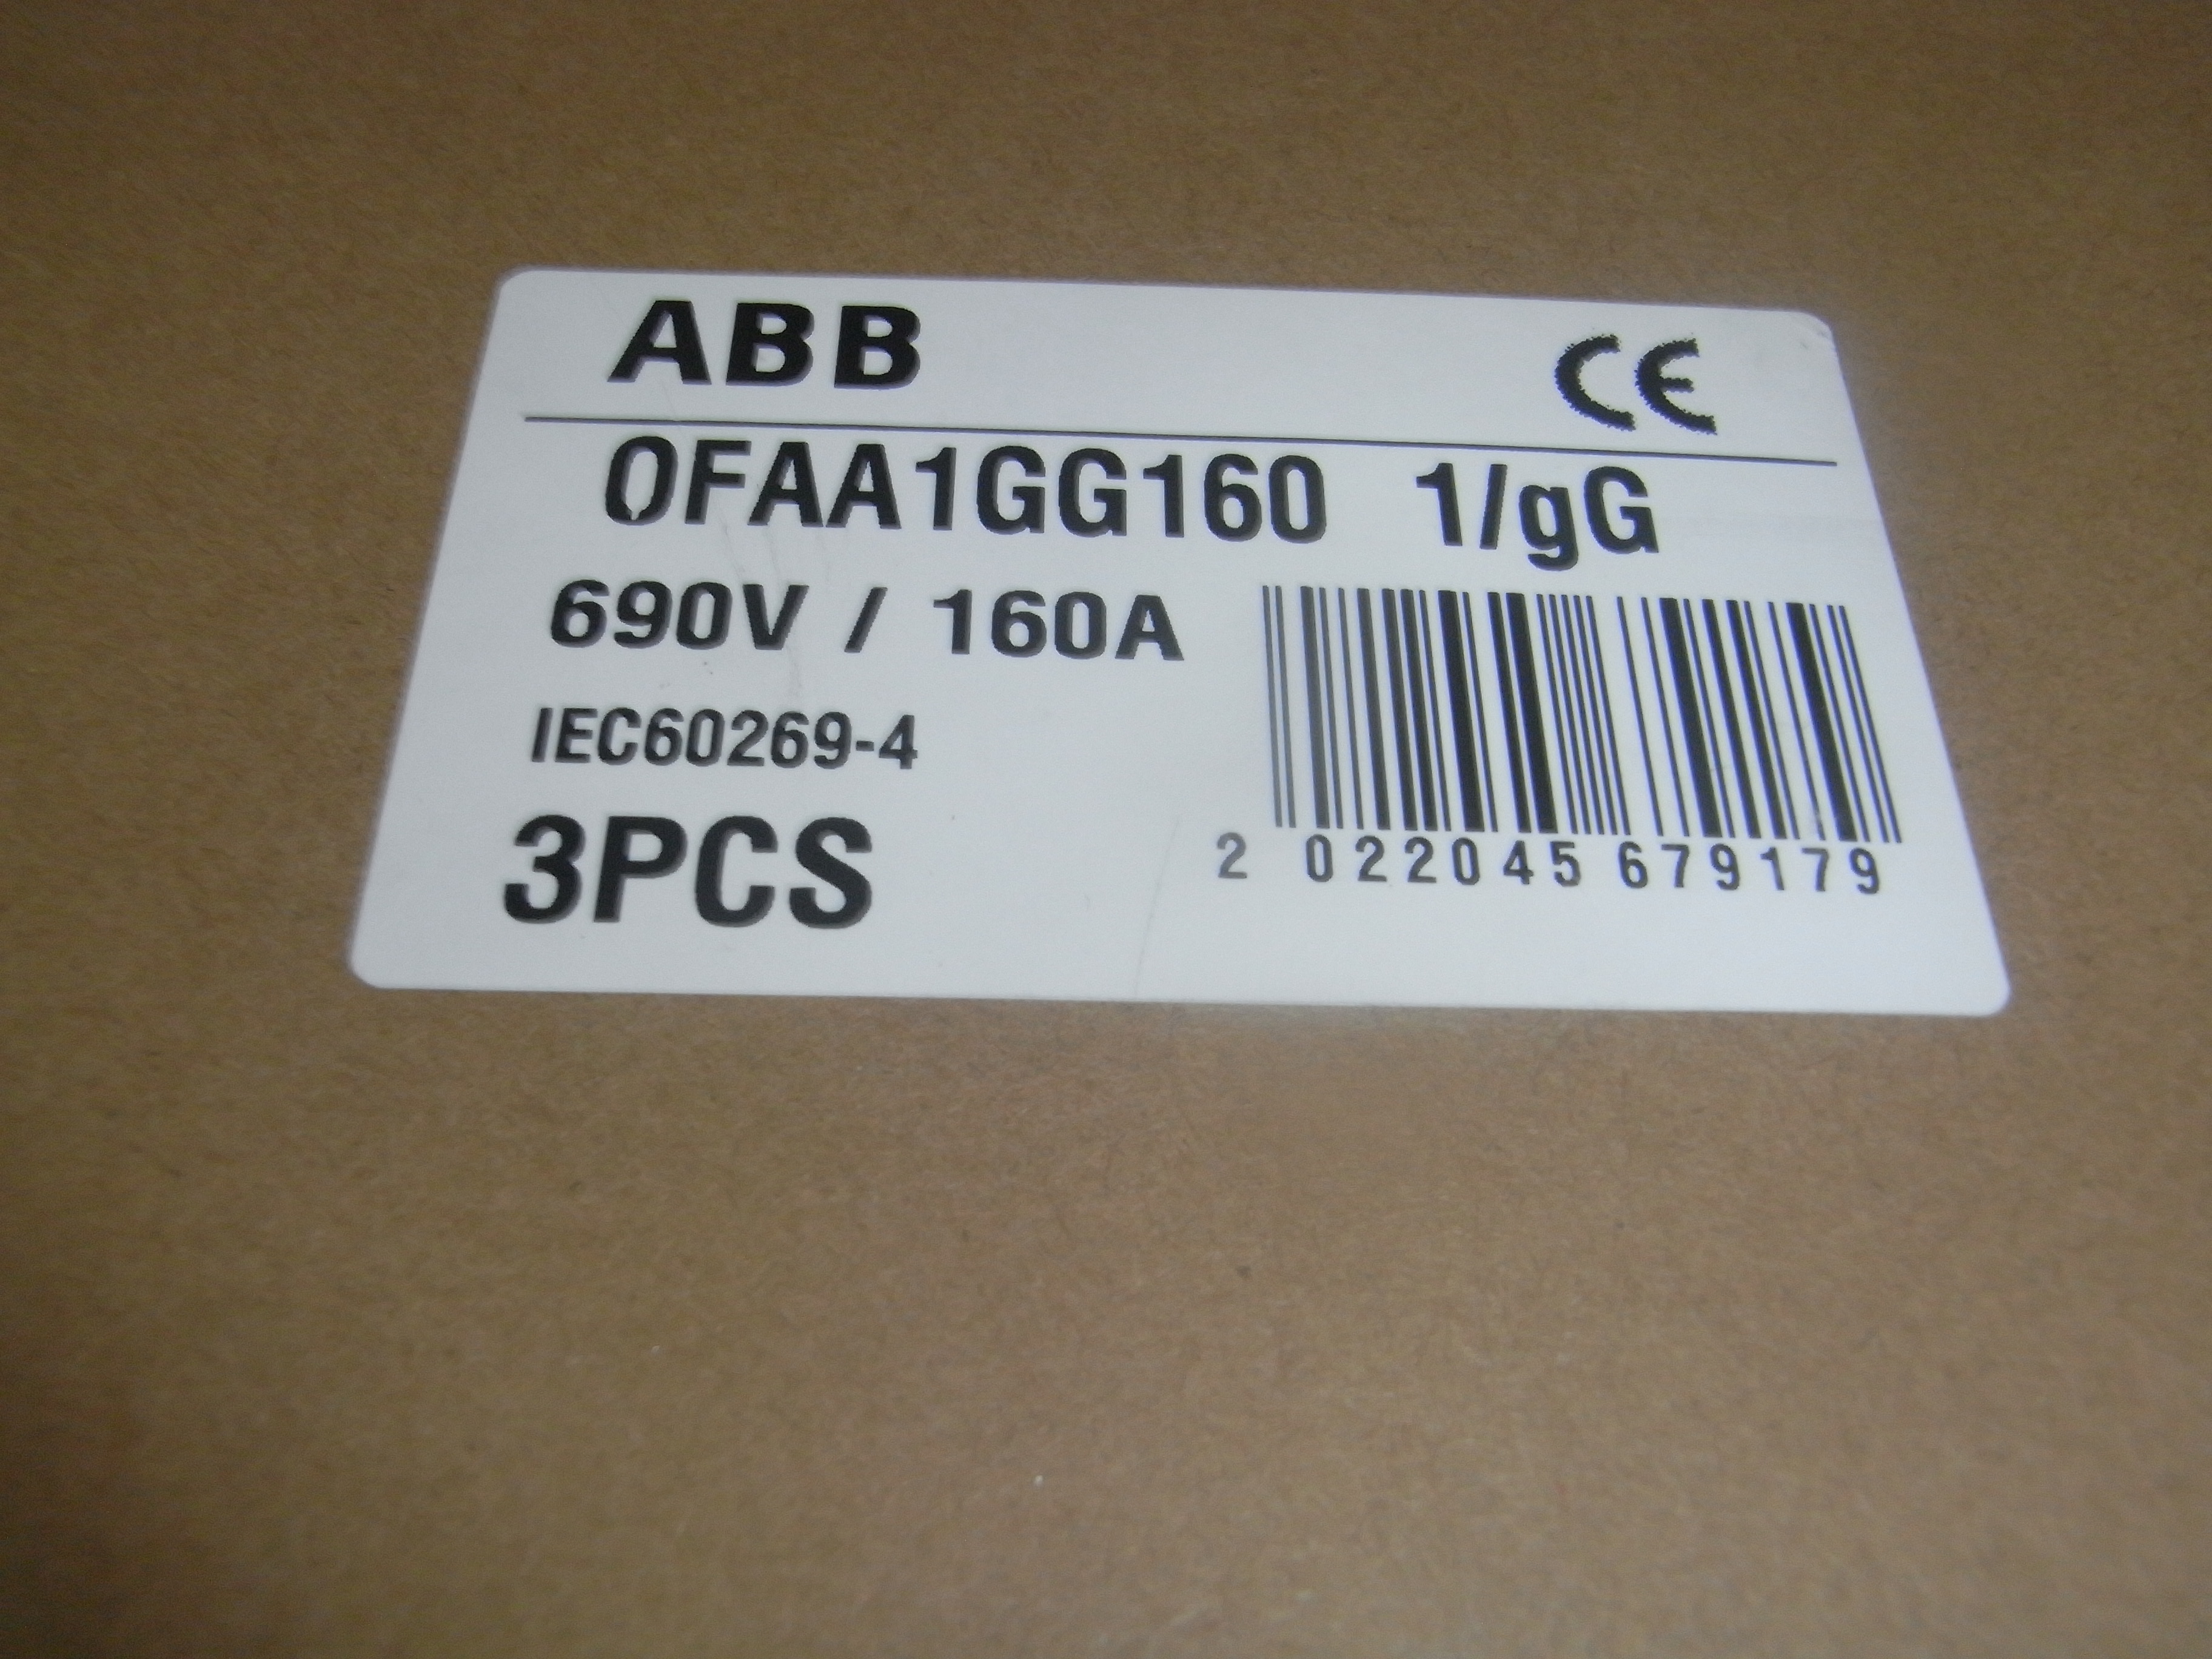 ABB CE
OFAA1GG160 1/gG
690V / 160A
IEC60269-4
3PCS
2 022045 679179